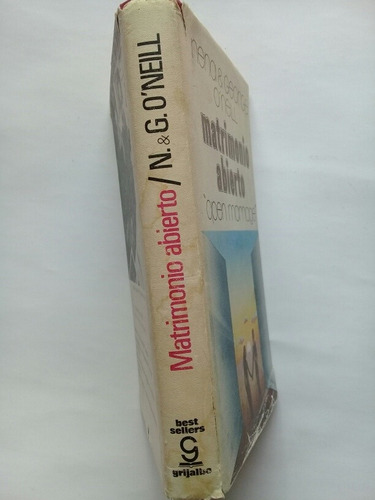 Matrimonio abierto / N. & G. O'NEILL
best
sellers
grijalbo
nena & george
o'neill
matrimonio
abierto
"open marriage"